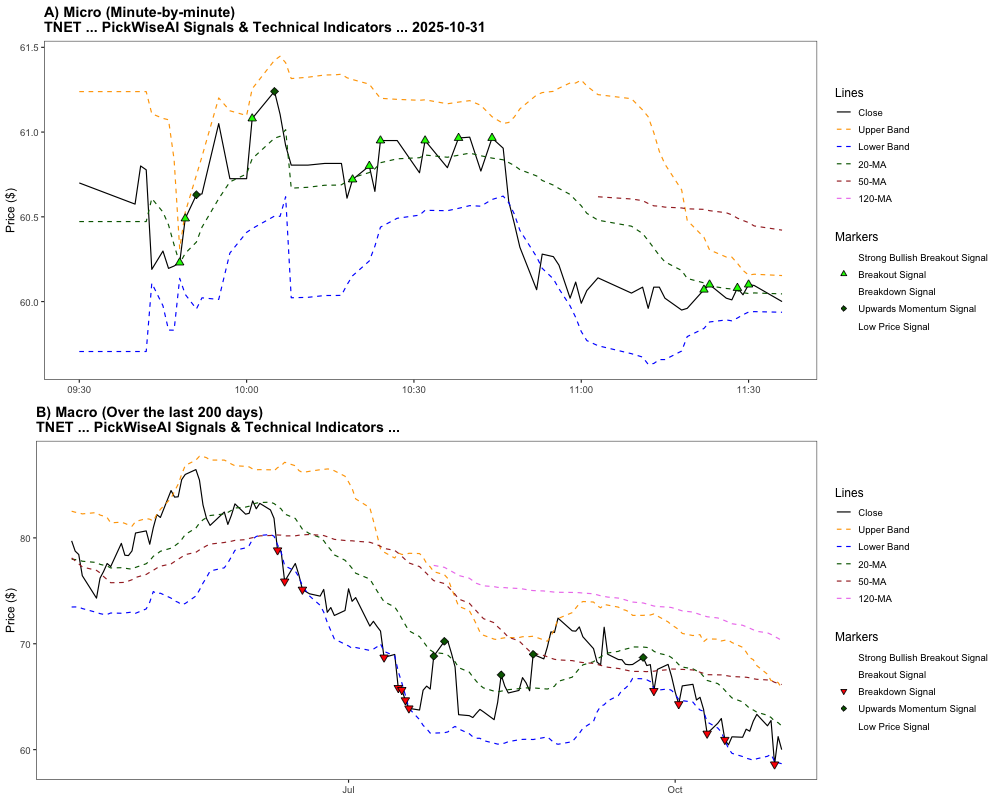 A) Micro (Minute-by-minute)
TNET ... PickWiseAI Signals & Technical Indicators ... 2025-10-31
Price ($)
61.5
61.0
60.5
60.0
09:30
10:00
10:30
11:00
11:30
Lines
Close
Upper Band
Lower Band
20-MA
50-MA
120-MA
Markers
Strong Bullish Breakout Signal
Breakout Signal
Breakdown Signal
Upwards Momentum Signal
Low Price Signal
B) Macro (Over the last 200 days)
TNET ... PickWiseAI Signals & Technical Indicators ...
Price ($)
80
70
60
Jul
Oct
Lines
Close
Upper Band
Lower Band
20-MA
50-MA
120-MA
Markers
Strong Bullish Breakout Signal
Breakout Signal
Breakdown Signal
Upwards Momentum Signal
Low Price Signal